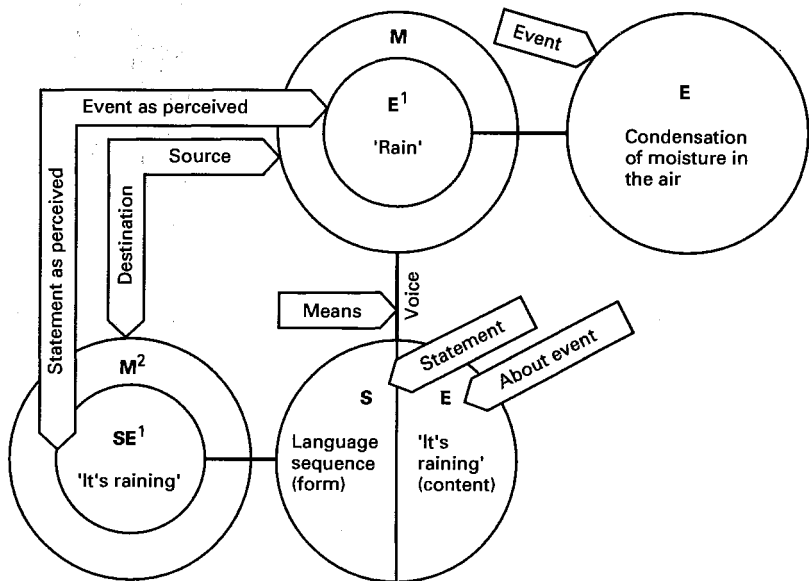 M
E¹
'Rain'
Event
E
Condensation
of moisture in
the air
Event as perceived
Source
Statement as perceived
Destination
Means
Voice
Statement
About event
M²
SE¹
'It's raining'
S
Language
sequence
(form)
E
'It's
raining'
(content)